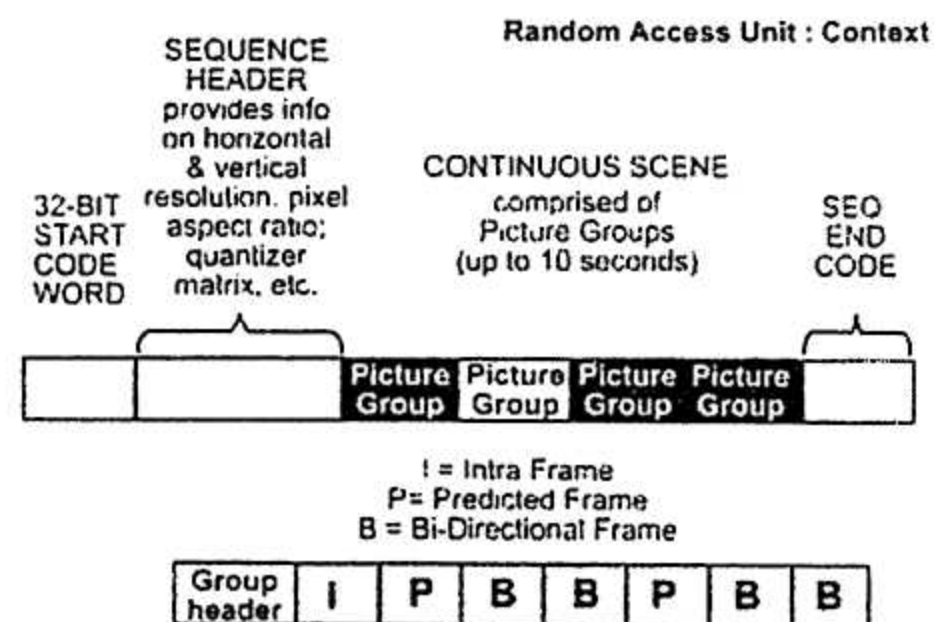 Random Access Unit : Context
SEQUENCE
HEADER
provides info
on horizontal
& vertical
resolution. pixel
aspect ratio;
quantizer
matrix, etc.
32-BIT
START
CODE
WORD
CONTINUOUS SCENE
comprised of
Picture Groups
(up to 10 seconds)
SEQ
END
CODE
Picture Picture Picture Picture
Group Group Group Group
I = Intra Frame
P= Predicted Frame
B = Bi-Directional Frame
Group
header I P B B P B B